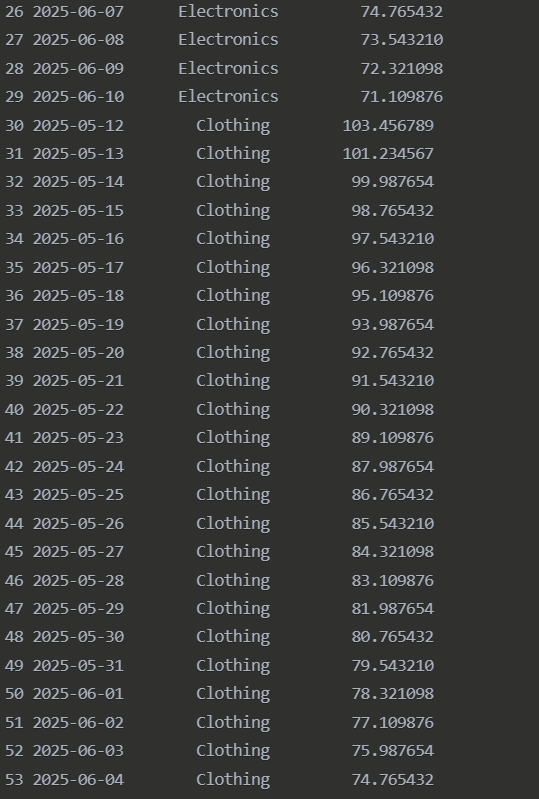 26 2025-06-07 Electronics 74.765432
27 2025-06-08 Electronics 73.543210
28 2025-06-09 Electronics 72.321098
29 2025-06-10 Electronics 71.109876
30 2025-05-12 Clothing 103.456789
31 2025-05-13 Clothing 101.234567
32 2025-05-14 Clothing 99.987654
33 2025-05-15 Clothing 98.765432
34 2025-05-16 Clothing 97.543210
35 2025-05-17 Clothing 96.321098
36 2025-05-18 Clothing 95.109876
37 2025-05-19 Clothing 93.987654
38 2025-05-20 Clothing 92.765432
39 2025-05-21 Clothing 91.543210
40 2025-05-22 Clothing 90.321098
41 2025-05-23 Clothing 89.109876
42 2025-05-24 Clothing 87.987654
43 2025-05-25 Clothing 86.765432
44 2025-05-26 Clothing 85.543210
45 2025-05-27 Clothing 84.321098
46 2025-05-28 Clothing 83.109876
47 2025-05-29 Clothing 81.987654
48 2025-05-30 Clothing 80.765432
49 2025-05-31 Clothing 79.543210
50 2025-06-01 Clothing 78.321098
51 2025-06-02 Clothing 77.109876
52 2025-06-03 Clothing 75.987654
53 2025-06-04 Clothing 74.765432